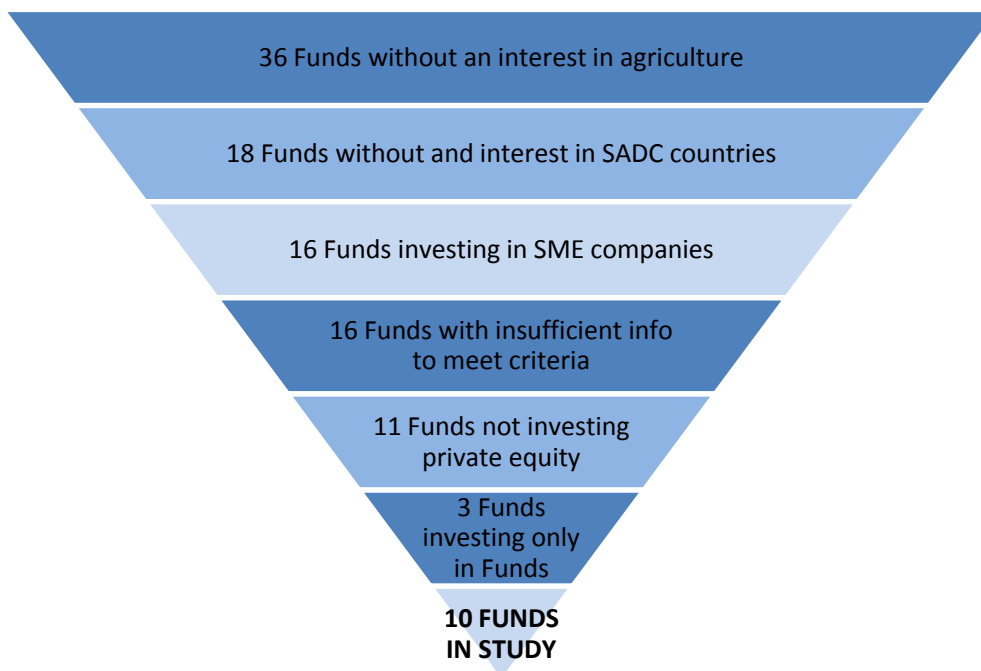 36 Funds without an interest in agriculture
18 Funds without and interest in SADC countries
16 Funds investing in SME companies
16 Funds with insufficient info
to meet criteria
11 Funds not investing
private equity
3 Funds
investing only
in Funds
10 FUNDS
IN STUDY